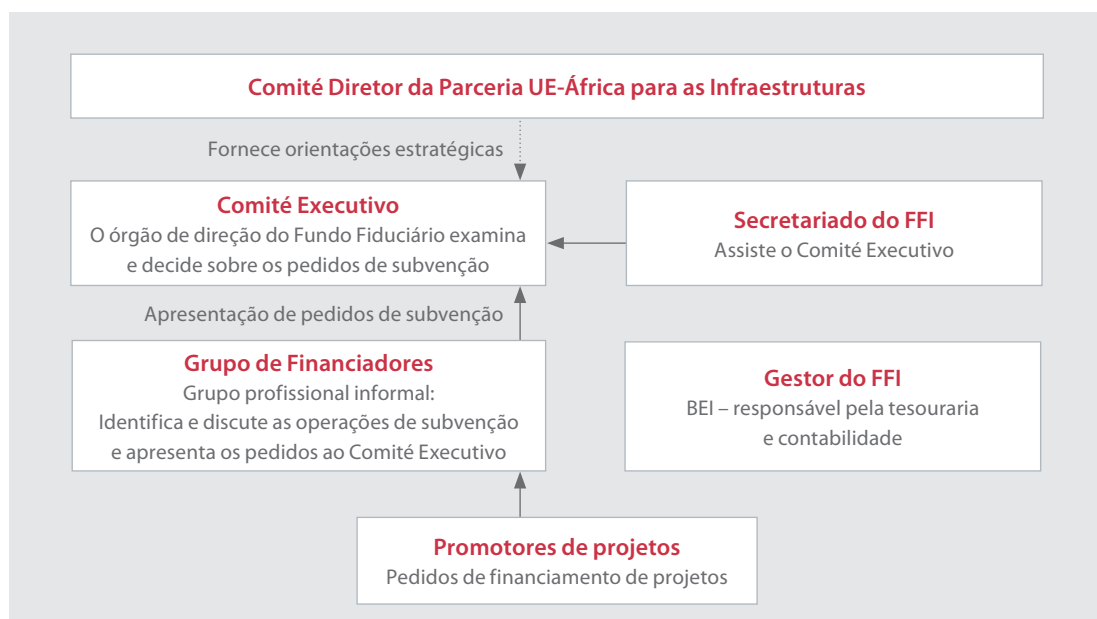 Comité Diretor da Parceria UE-África para as Infraestruturas
Fornece orientações estratégicas
Comité Executivo
O órgão de direção do Fundo Fiduciário examina
e decide sobre os pedidos de subvenção
Secretariado do FFI
Assiste o Comité Executivo
Apresentação de pedidos de subvenção
Grupo de Financiadores
Grupo profissional informal:
Identifica e discute as operações de subvenção
e apresenta os pedidos ao Comité Executivo
Gestor do FFI
BEI – responsável pela tesouraria
e contabilidade
Promotores de projetos
Pedidos de financiamento de projetos